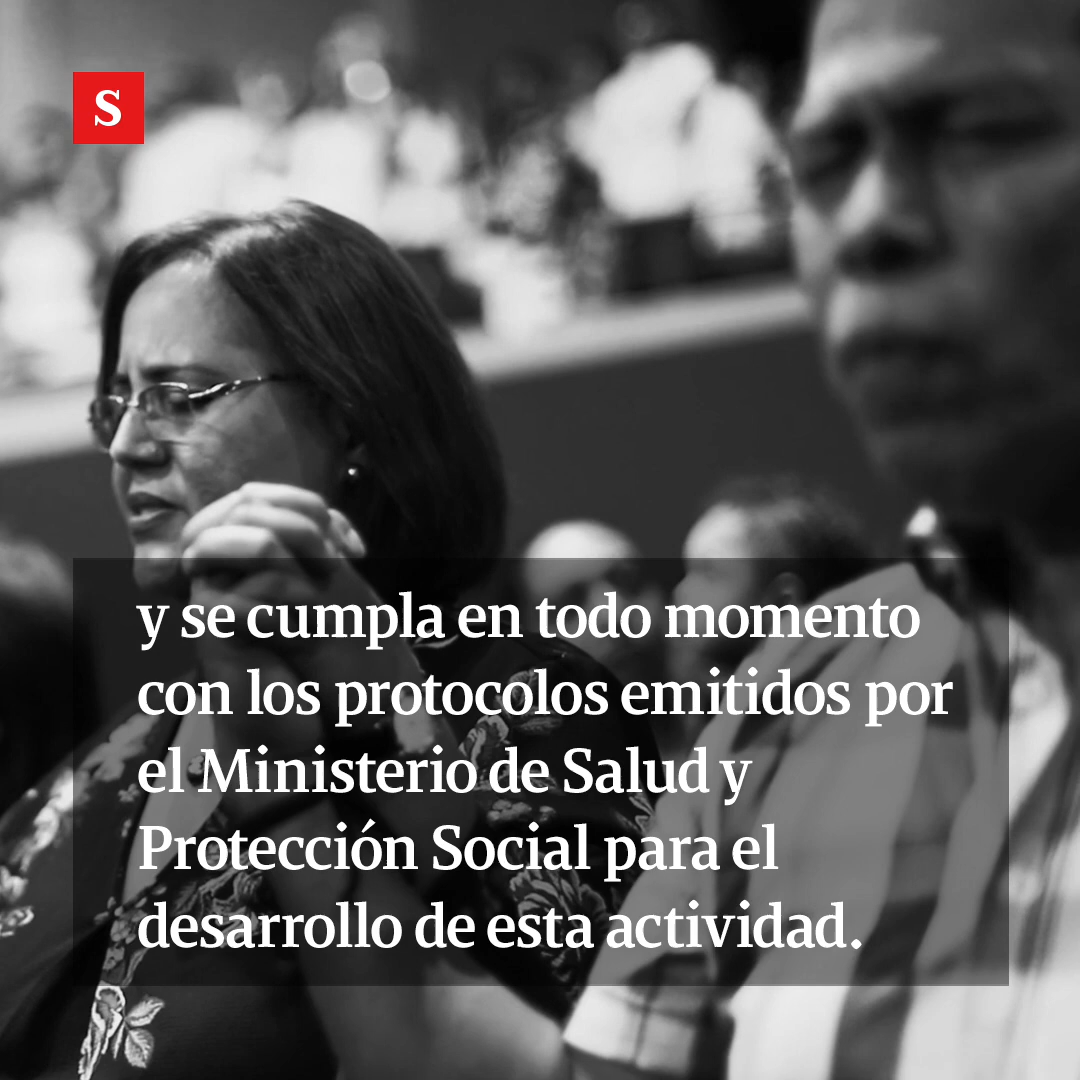 S
y se cumpla en todo momento
con los protocolos emitidos por
el Ministerio de Salud y
Protección Social para el
desarrollo de esta actividad.